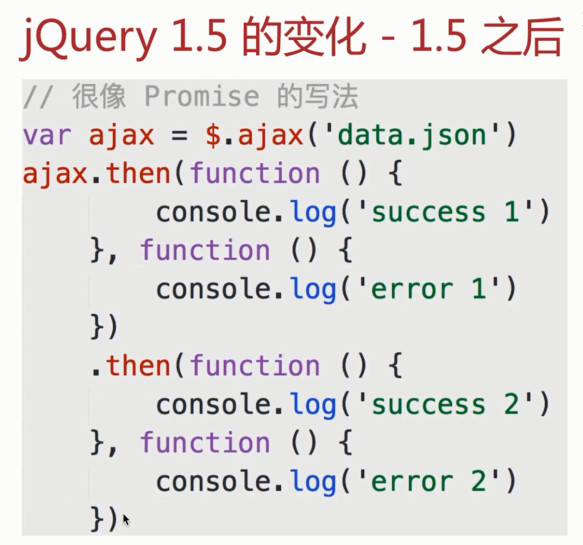 jQuery 1.5 的变化 - 1.5 之后
// 很像 Promise 的写法
var ajax = $.ajax('data.json')
ajax.then(function () {
        console.log('success 1')
    }, function () {
        console.log('error 1')
    })
    .then(function () {
        console.log('success 2')
    }, function () {
        console.log('error 2')
    })